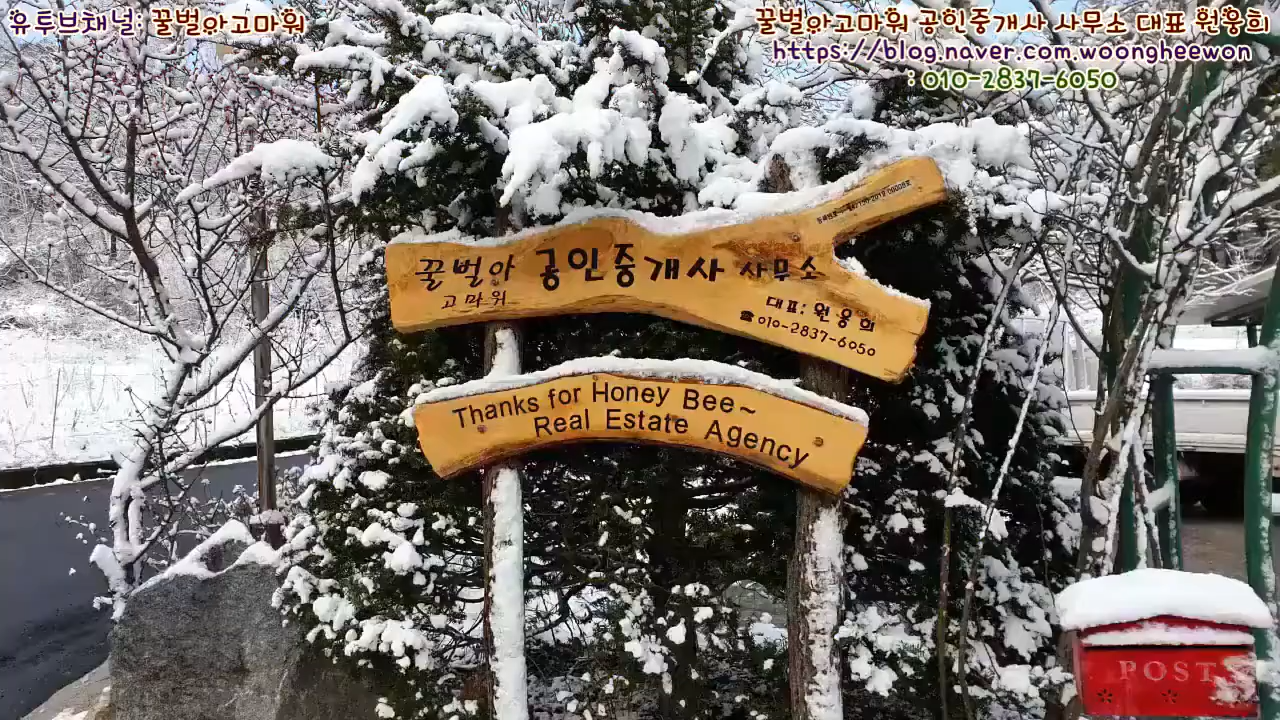 유투브채널: 꿀벌아고마워
꿀벌아고마워 공인중개사 사무소 대표 원웅희
https://blog.naver.com.woongheewon
: 010-2837-6050
꿀벌아 공인중개사 사무소
고마워
대표: 원웅희
☎010-2837-6050
Thanks for Honey Bee~
Real Estate Agency
POST